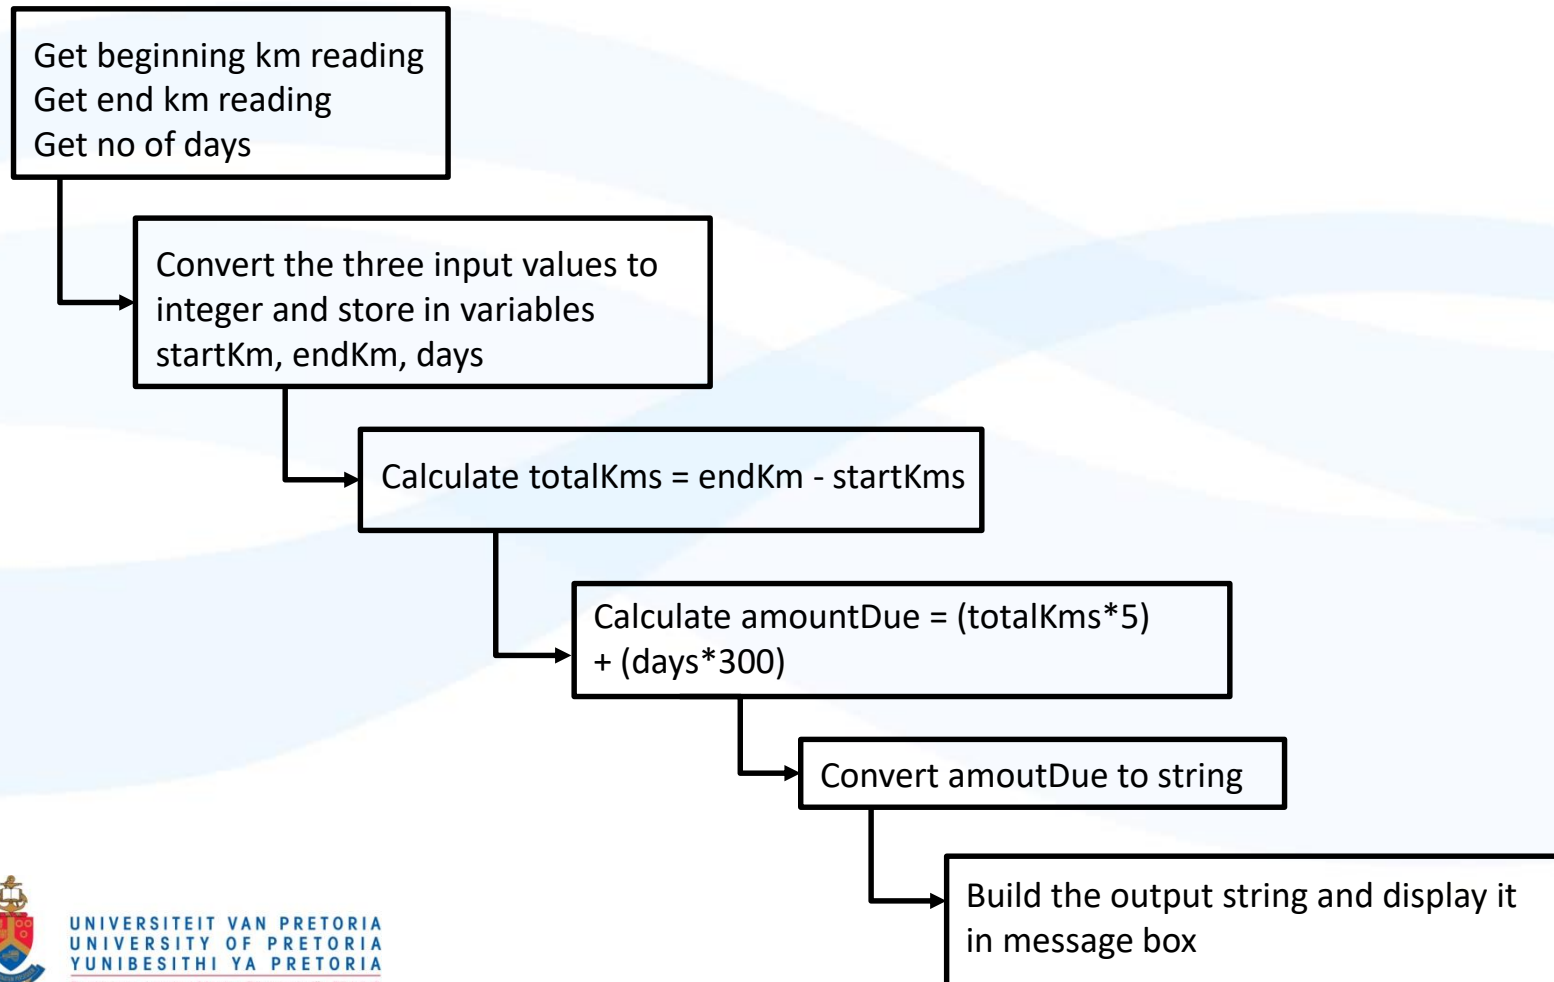 Get beginning km reading
Get end km reading
Get no of days
Convert the three input values to
integer and store in variables
startKm, endKm, days
Calculate totalKms = endKm - startKms
Calculate amountDue = (totalKms*5)
+ (days*300)
Convert amoutDue to string
Build the output string and display it
in message box
UNIVERSITEIT VAN PRETORIA
UNIVERSITY OF PRETORIA
YUNIBESITHI YA PRETORIA